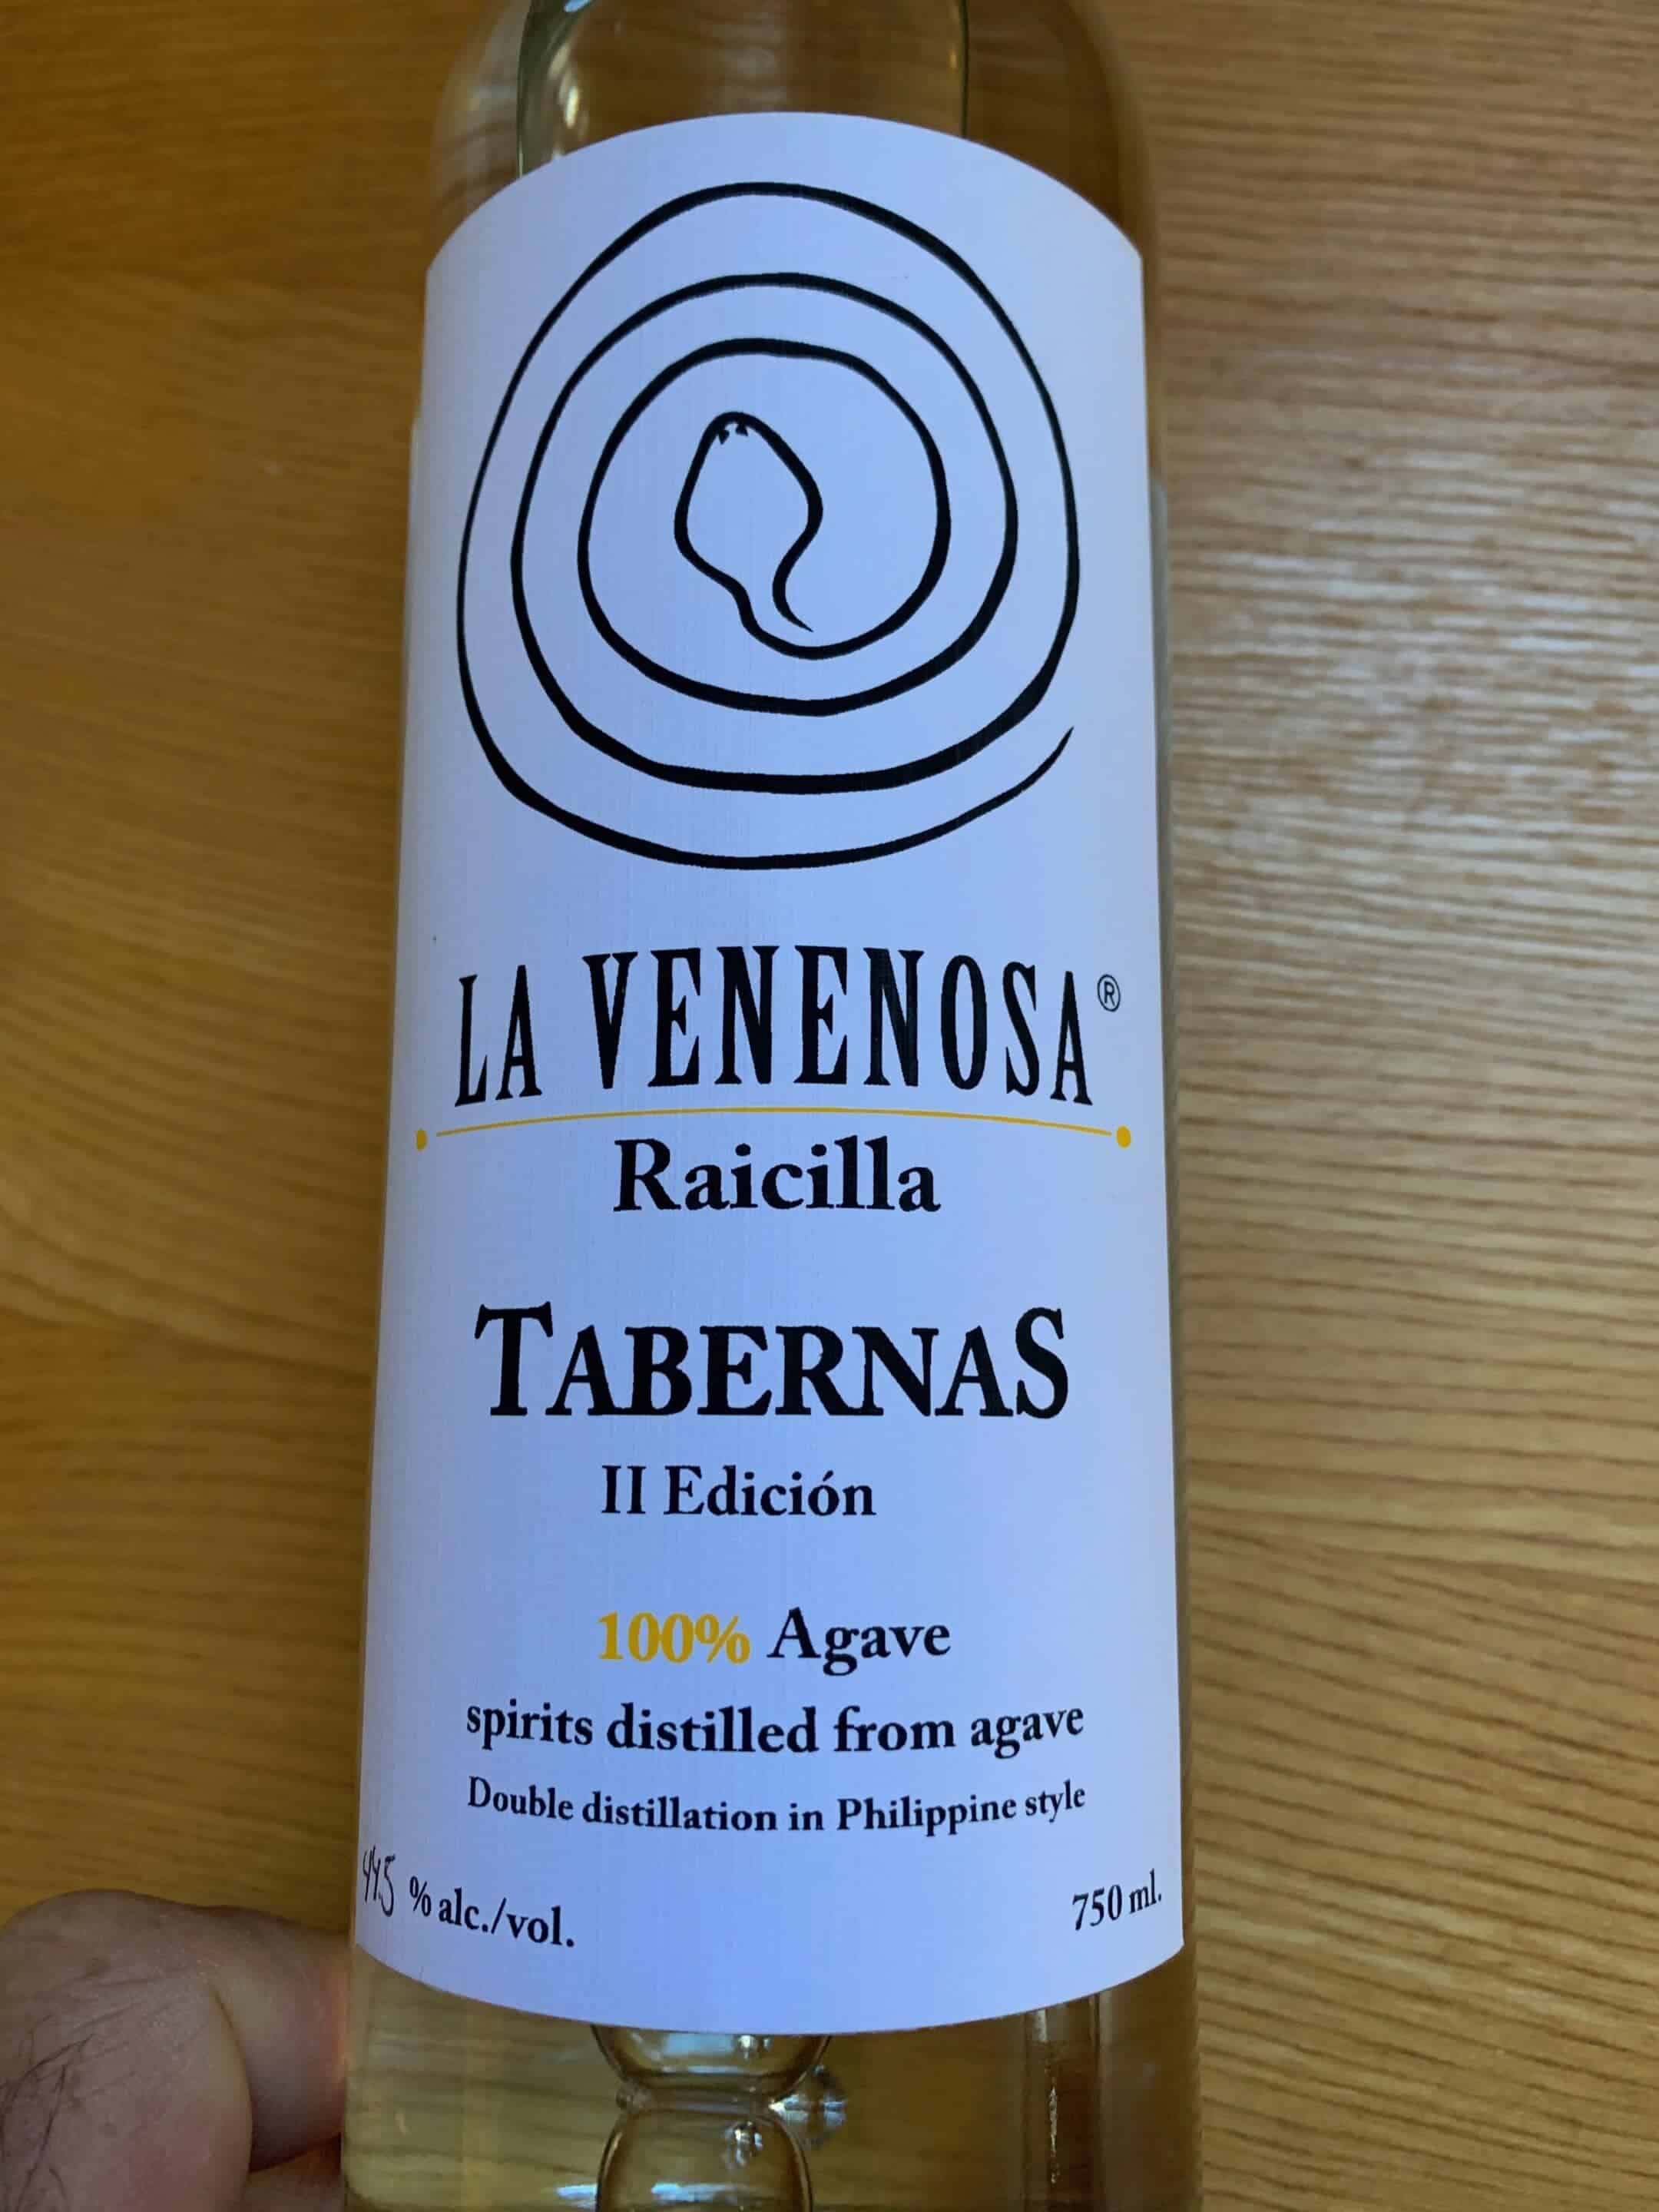 LA VENENOSA®
Raicilla
TABERNAS
II Edición
100% Agave
spirits distilled from agave
Double distillation in Philippine style
44.5 % alc./vol.
750 ml.